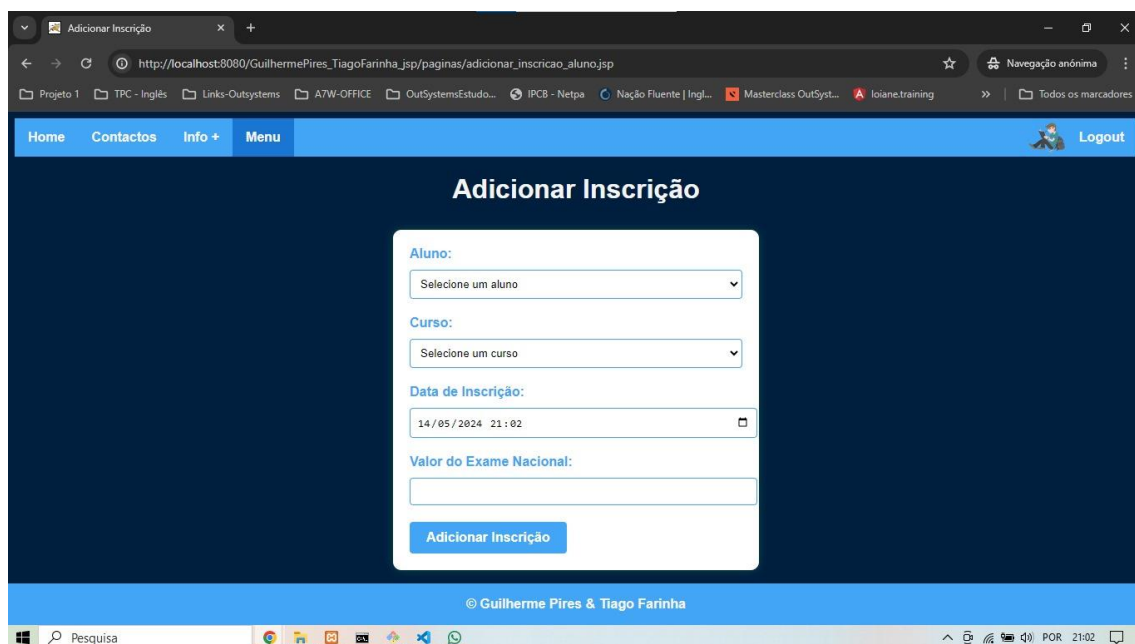 Adicionar Inscrição
http://localhost:8080/GuilhermePires_TiagoFarinha_jsp/paginas/adicionar_inscricao_aluno.jsp
Navegação anónima
Projeto 1 TPC - Inglês Links-Outsystems A7W-OFFICE OutSystemsEstudo... IPCB - Netpa Nação Fluente | Ingl... Masterclass OutSyst... loiane.training » Todos os marcadores
Home Contactos Info + Menu Logout
Adicionar Inscrição
Aluno:
Selecione um aluno
Curso:
Selecione um curso
Data de Inscrição:
14/05/2024 21:02
Valor do Exame Nacional:
Adicionar Inscrição
© Guilherme Pires & Tiago Farinha
Pesquisa POR 21:02